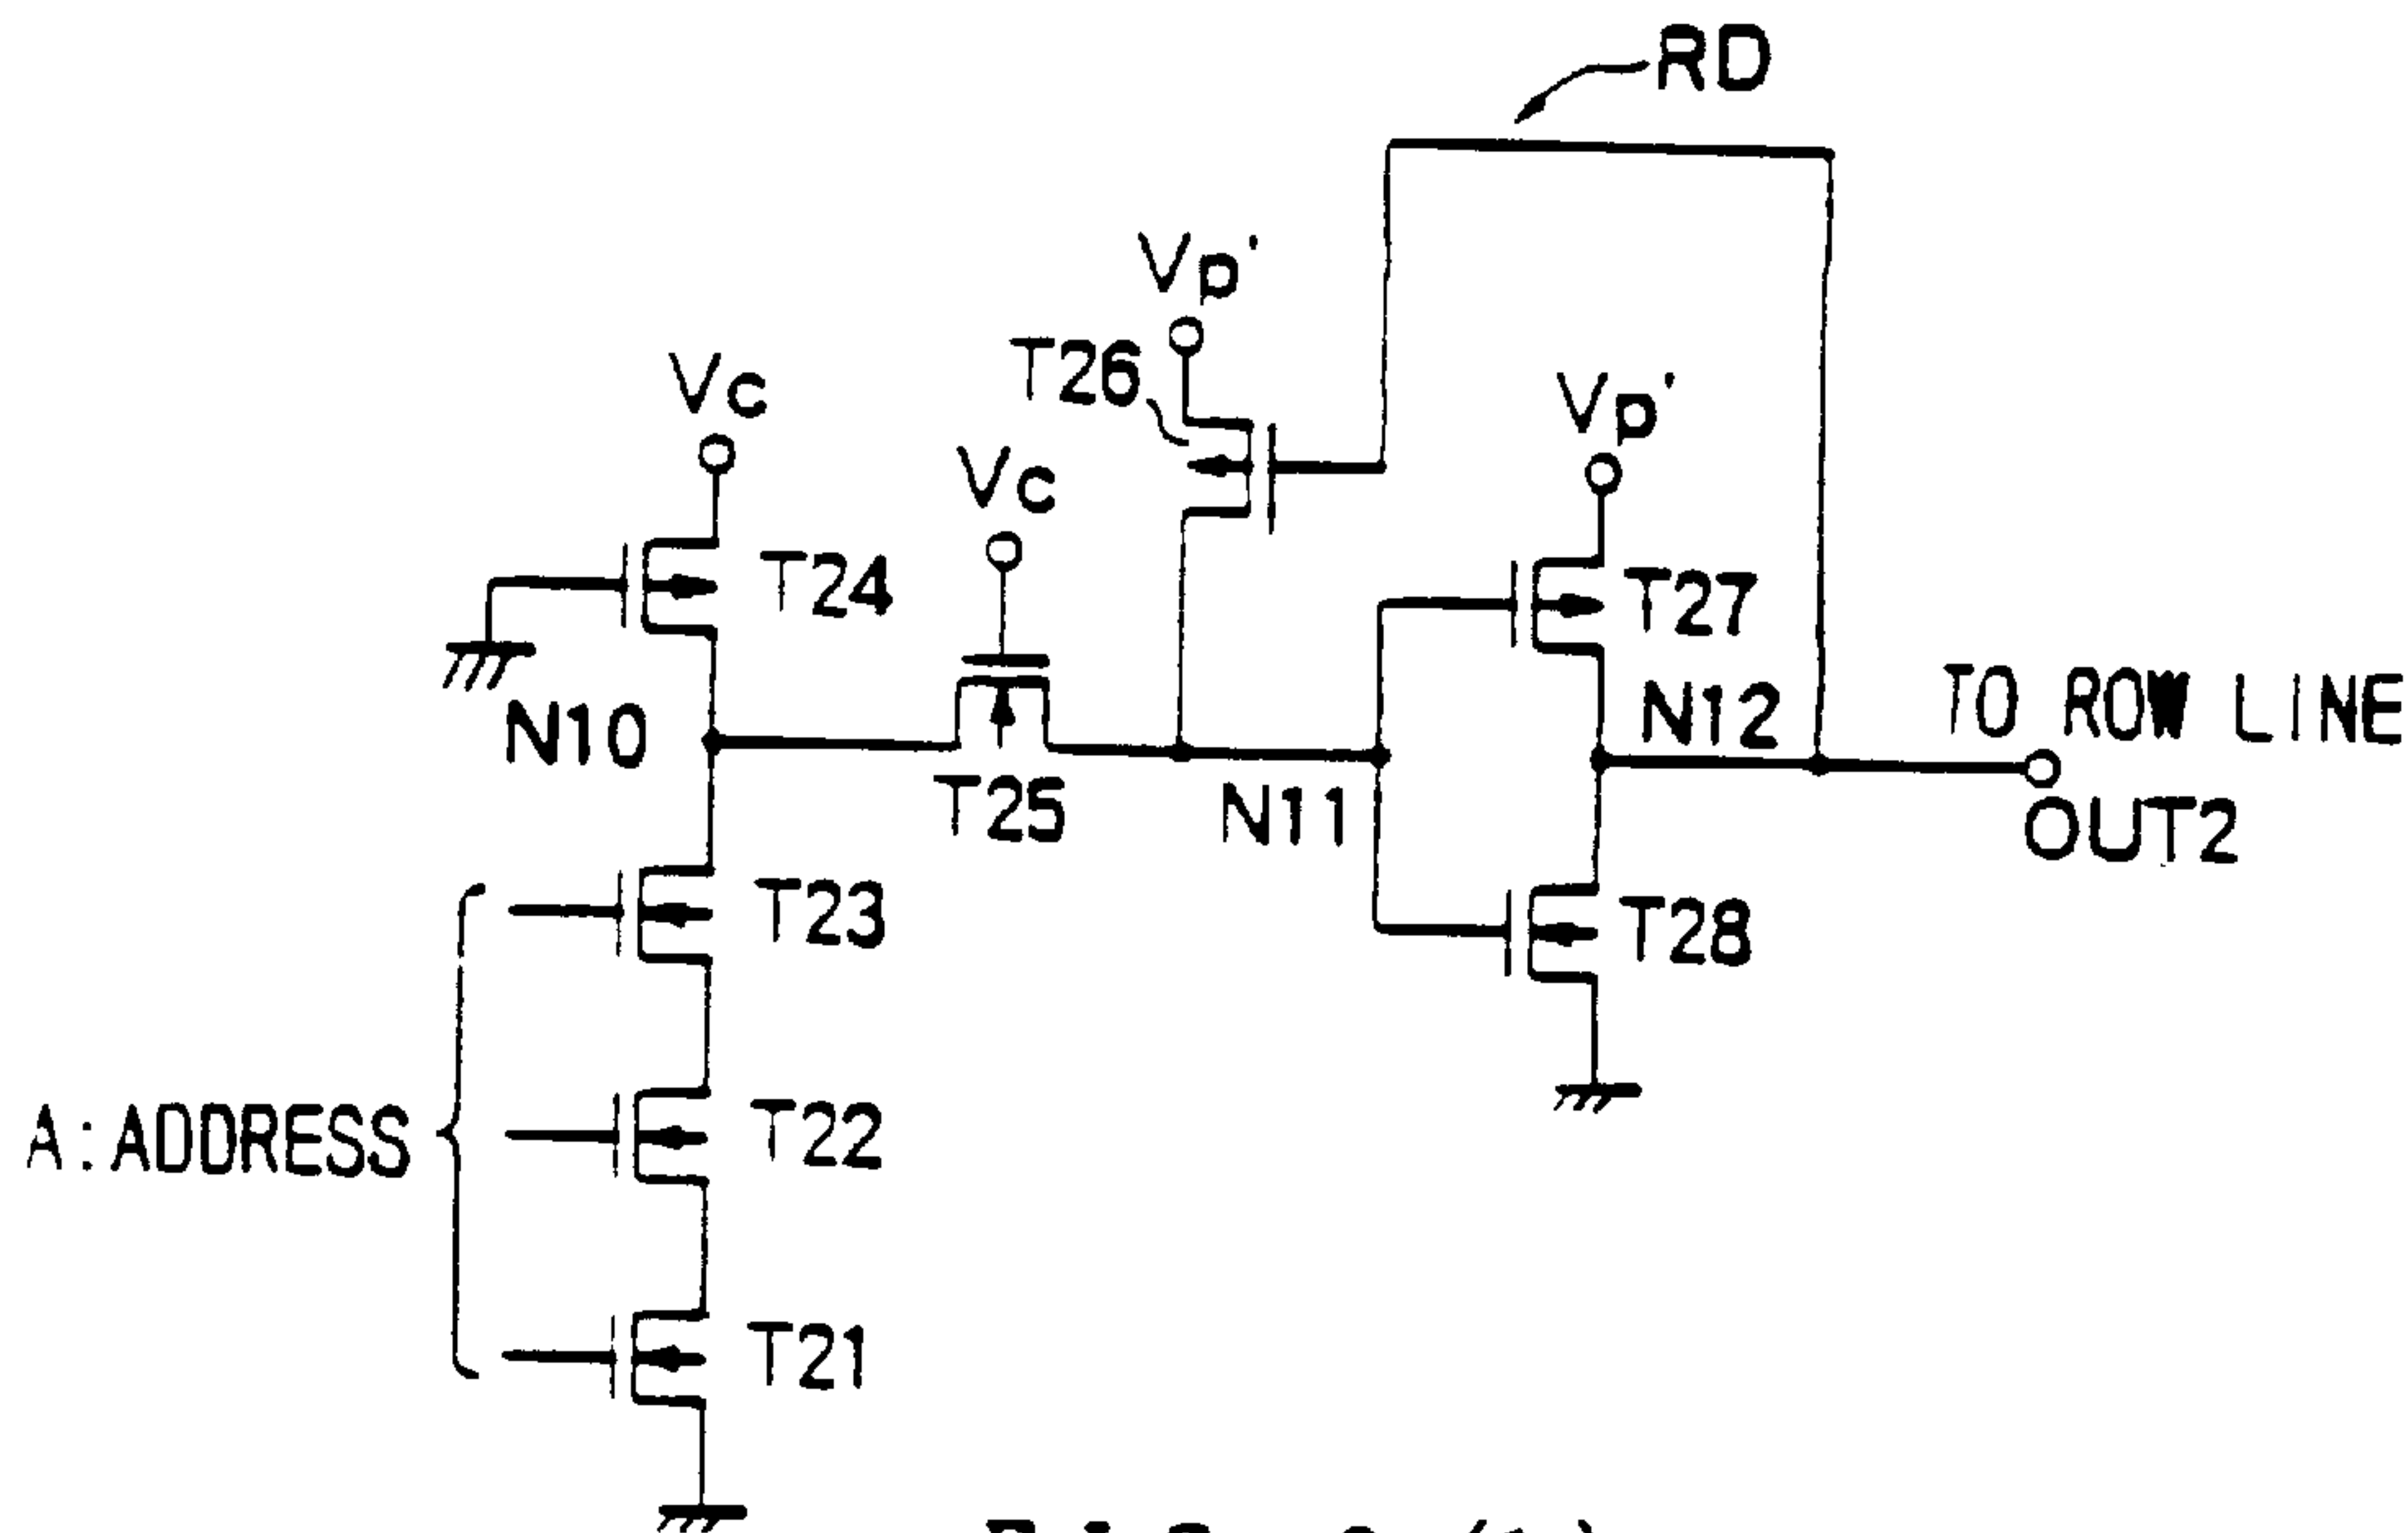 RD
Vp'
T26
Vc
Vc
Vp'
T24
T27
N10
N12
TO ROW LINE
T25
N11
OUT2
T23
T28
A:ADDRESS
T22
T21